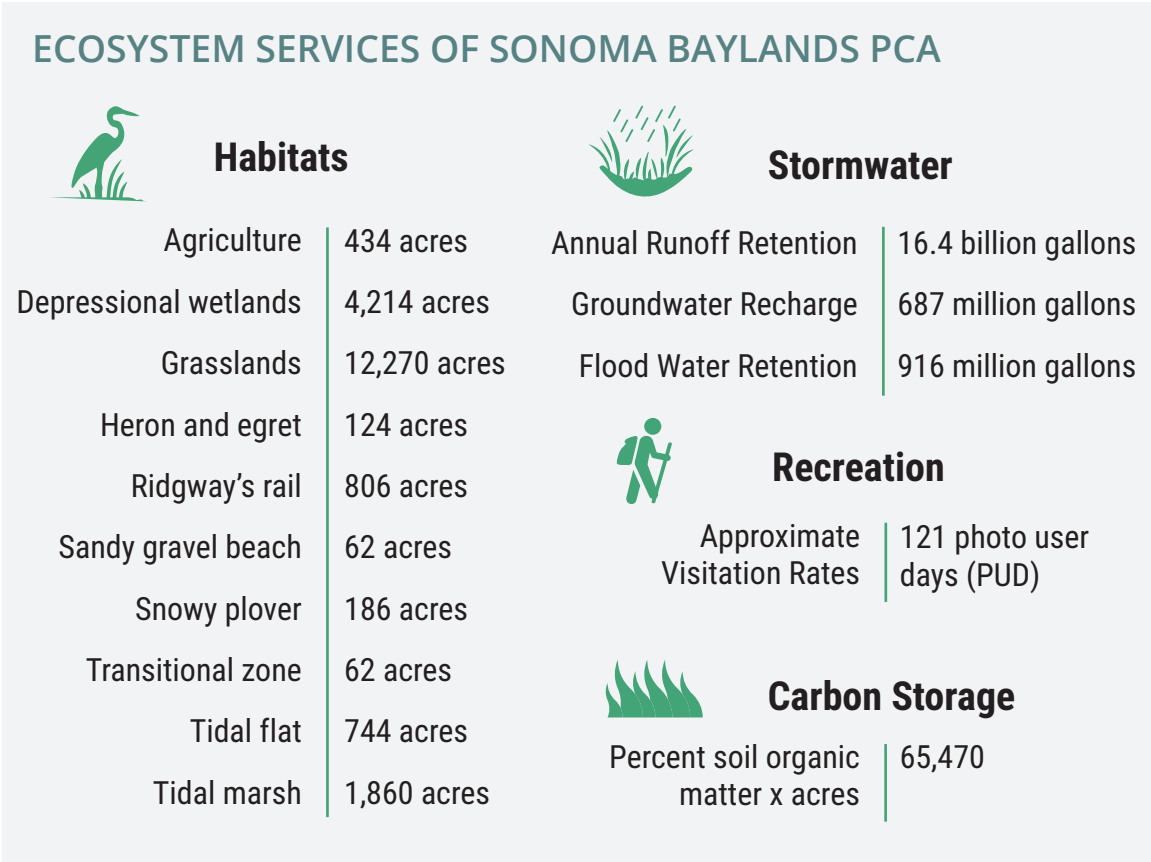 ECOSYSTEM SERVICES OF SONOMA BAYLANDS PCA
Habitats
Agriculture 434 acres
Depressional wetlands 4,214 acres
Grasslands 12,270 acres
Heron and egret 124 acres
Ridgway’s rail 806 acres
Sandy gravel beach 62 acres
Snowy plover 186 acres
Transitional zone 62 acres
Tidal flat 744 acres
Tidal marsh 1,860 acres
Stormwater
Annual Runoff Retention 16.4 billion gallons
Groundwater Recharge 687 million gallons
Flood Water Retention 916 million gallons
Recreation
Approximate 121 photo user
Visitation Rates days (PUD)
Carbon Storage
Percent soil organic 65,470
matter x acres